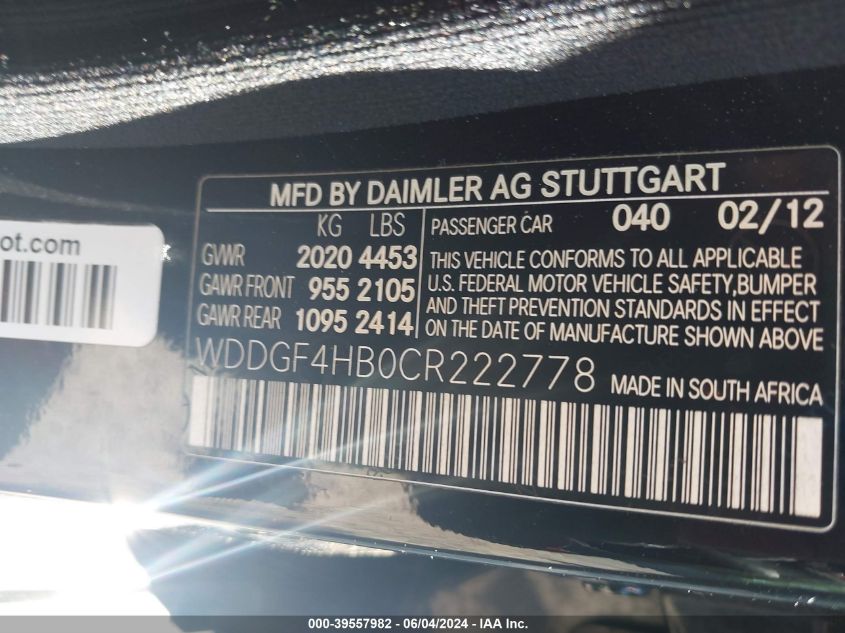 MFD BY DAIMLER AG STUTTGART
KG LBS
GVWR 2020 4453
GAWR FRONT 955 2105
GAWR REAR 1095 2414
PASSENGER CAR 040 02/12
THIS VEHICLE CONFORMS TO ALL APPLICABLE
U.S. FEDERAL MOTOR VEHICLE SAFETY,BUMPER
AND THEFT PREVENTION STANDARDS IN EFFECT
ON THE DATE OF MANUFACTURE SHOWN ABOVE
WDDGF4HB0CR222778 MADE IN SOUTH AFRICA
ot.com
000-39557982 - 06/04/2024 - IAA Inc.